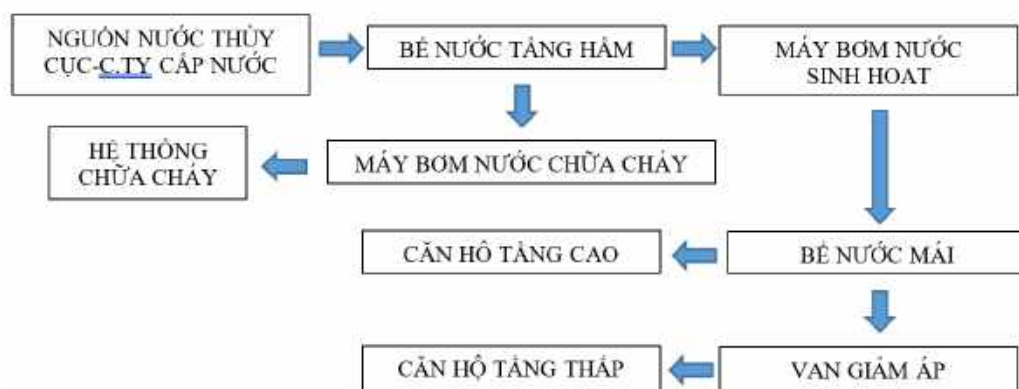 NGUỒN NƯỚC THỦY
CỤC-C.TY CẤP NƯỚC
BỂ NƯỚC TẦNG HẦM
MÁY BƠM NƯỚC
SINH HOẠT
HỆ THỐNG
CHỮA CHÁY
MÁY BƠM NƯỚC CHỮA CHÁY
CĂN HỘ TẦNG CAO
BỂ NƯỚC MÁI
CĂN HỘ TẦNG THẤP
VAN GIẢM ÁP